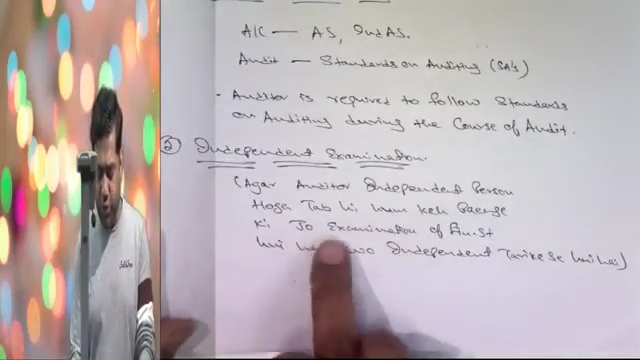 A/C — AS, Ind AS.
Audit — Standards on Auditing (SA's)
- Auditor is required to follow Standards
on Auditing during the Course of Audit.
② Independent Examination.
(Agar Auditor Independent Person
Hoga Tab hi hum keh Paenge
Ki Jo Examination of Fin. St
hui wo Independent Tarike se hui hai)